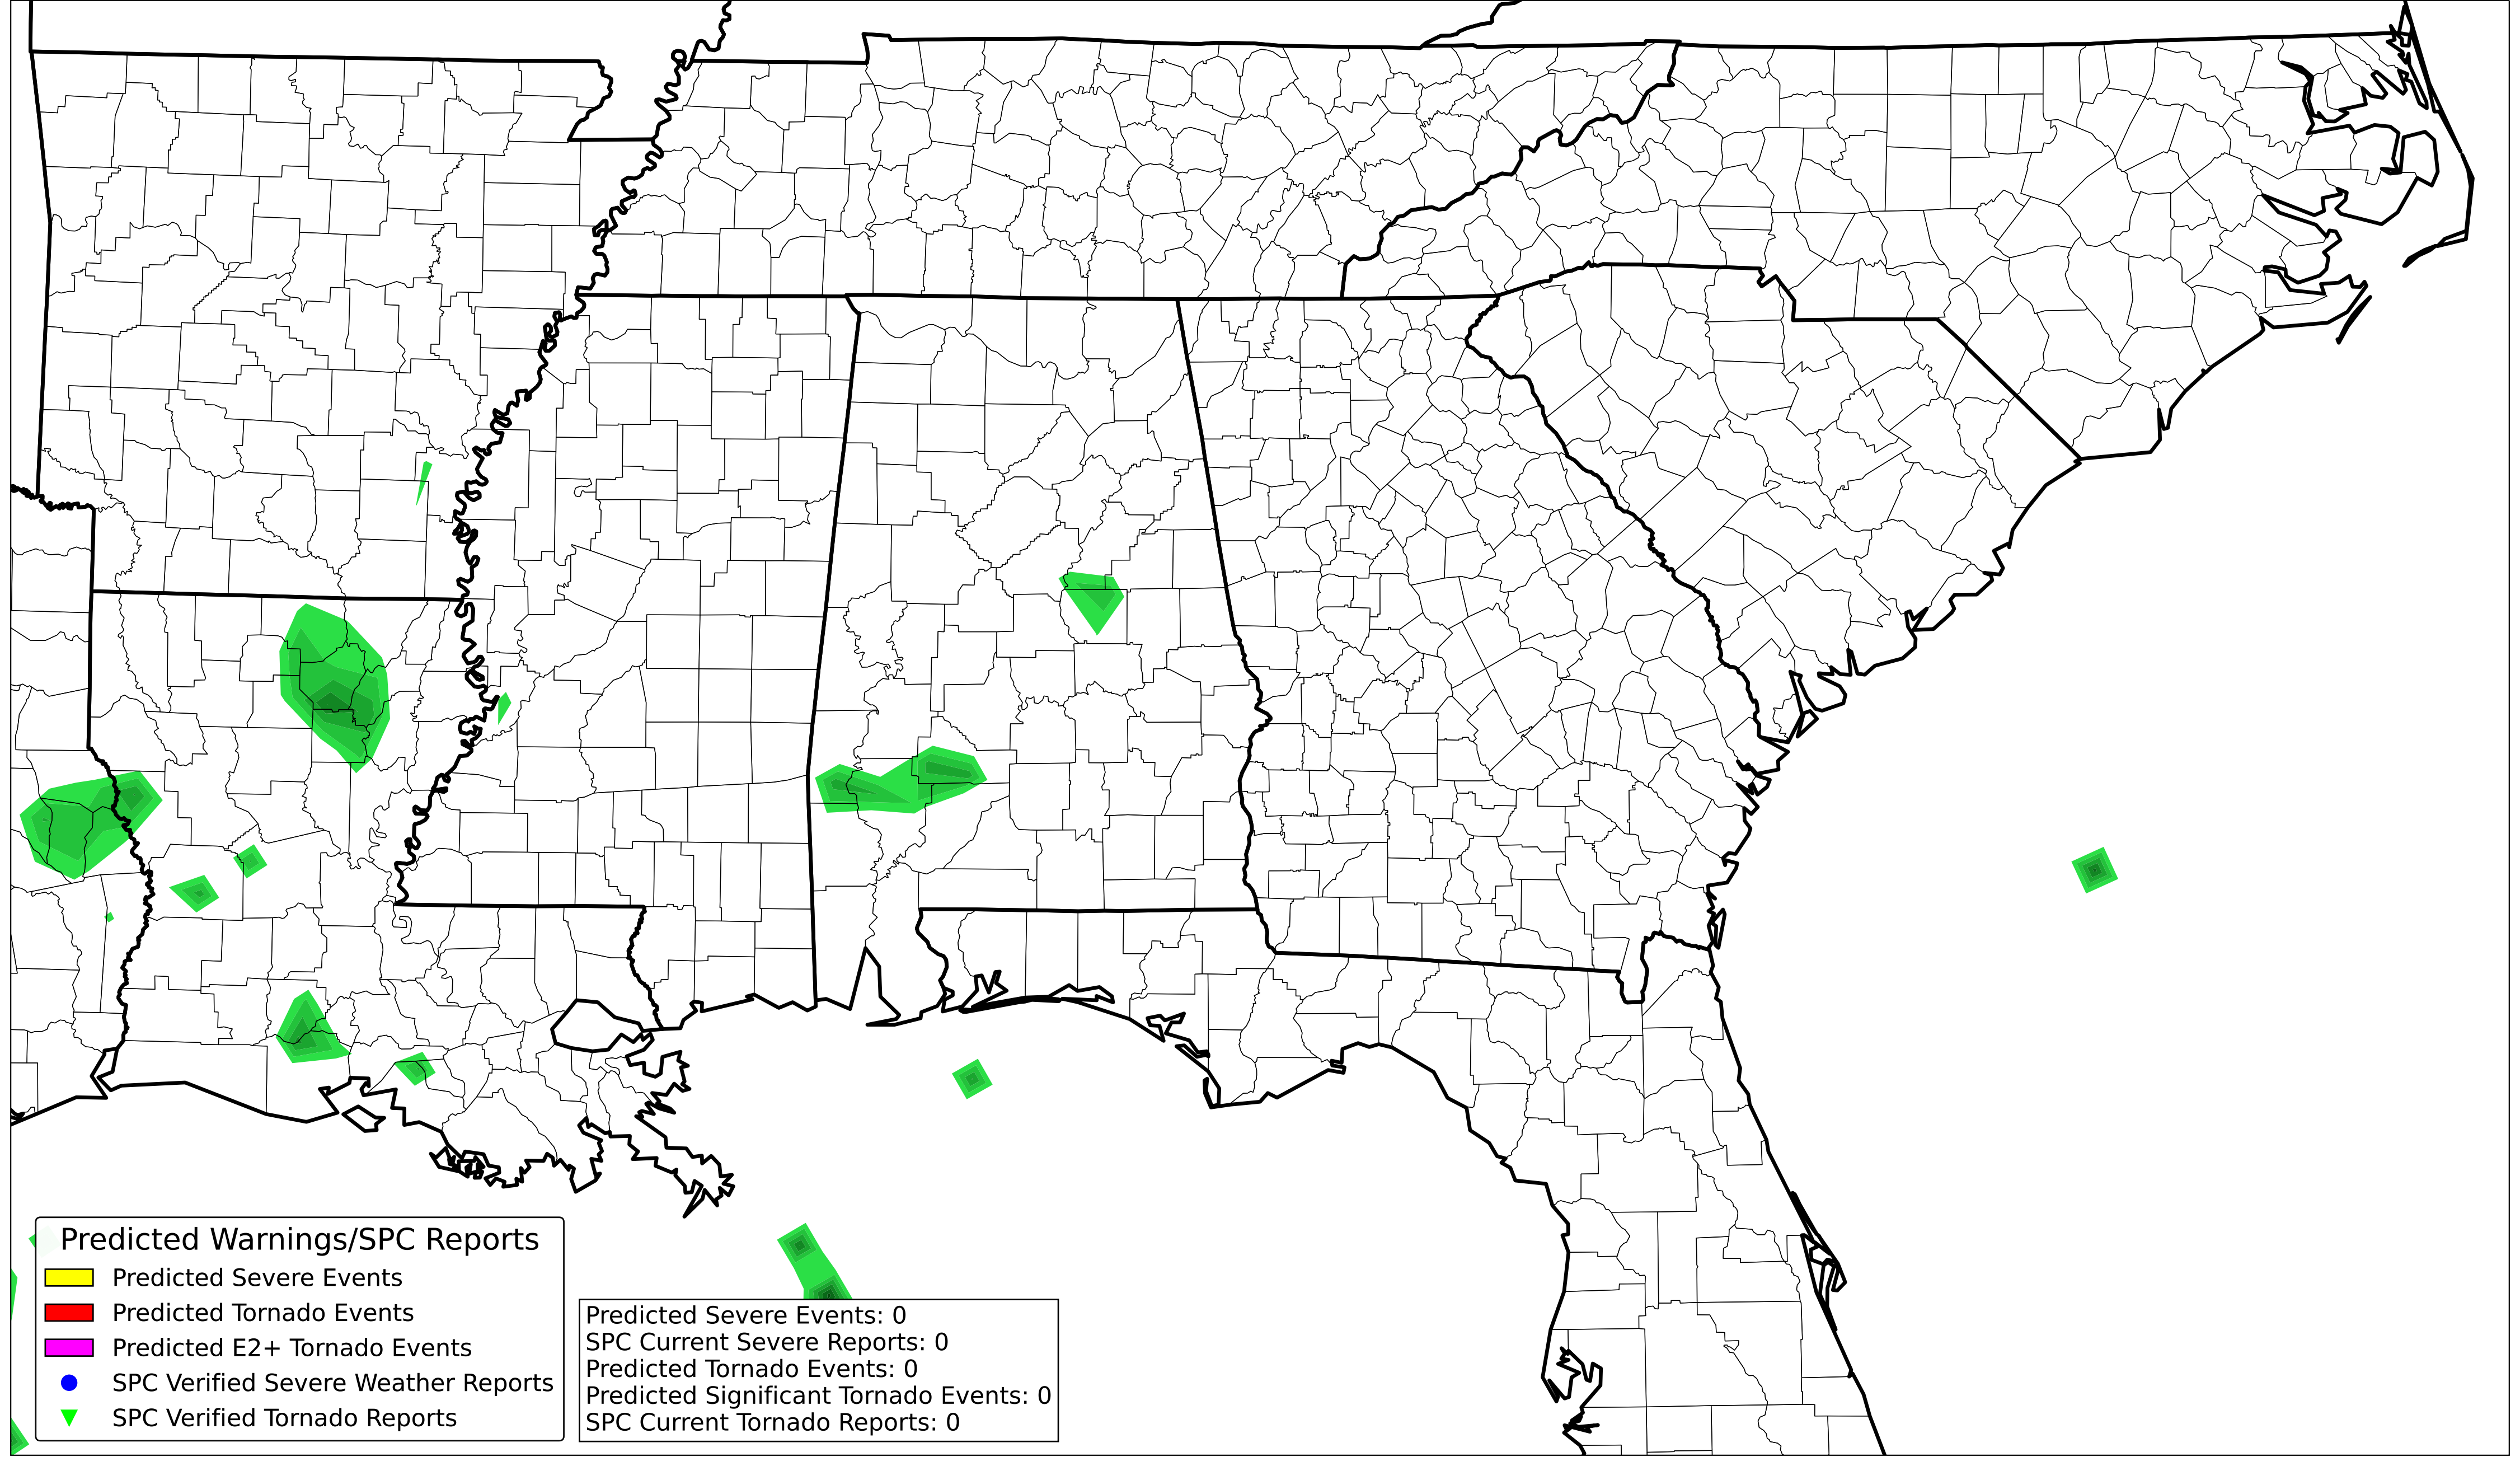 Predicted Warnings/SPC Reports
Predicted Severe Events
Predicted Tornado Events
Predicted E2+ Tornado Events
SPC Verified Severe Weather Reports
SPC Verified Tornado Reports
Predicted Severe Events: 0
SPC Current Severe Reports: 0
Predicted Tornado Events: 0
Predicted Significant Tornado Events: 0
SPC Current Tornado Reports: 0